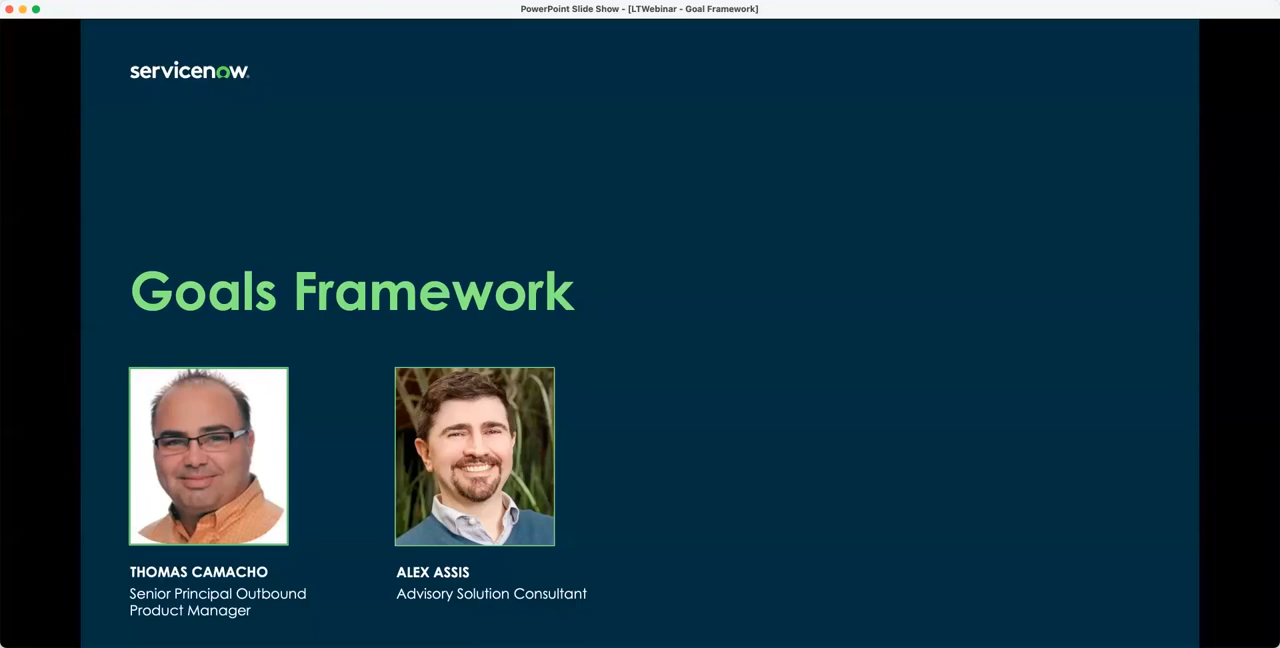 PowerPoint Slide Show - [LTWebinar - Goal Framework]
servicenow.
Goals Framework
THOMAS CAMACHO
Senior Principal Outbound
Product Manager
ALEX ASSIS
Advisory Solution Consultant